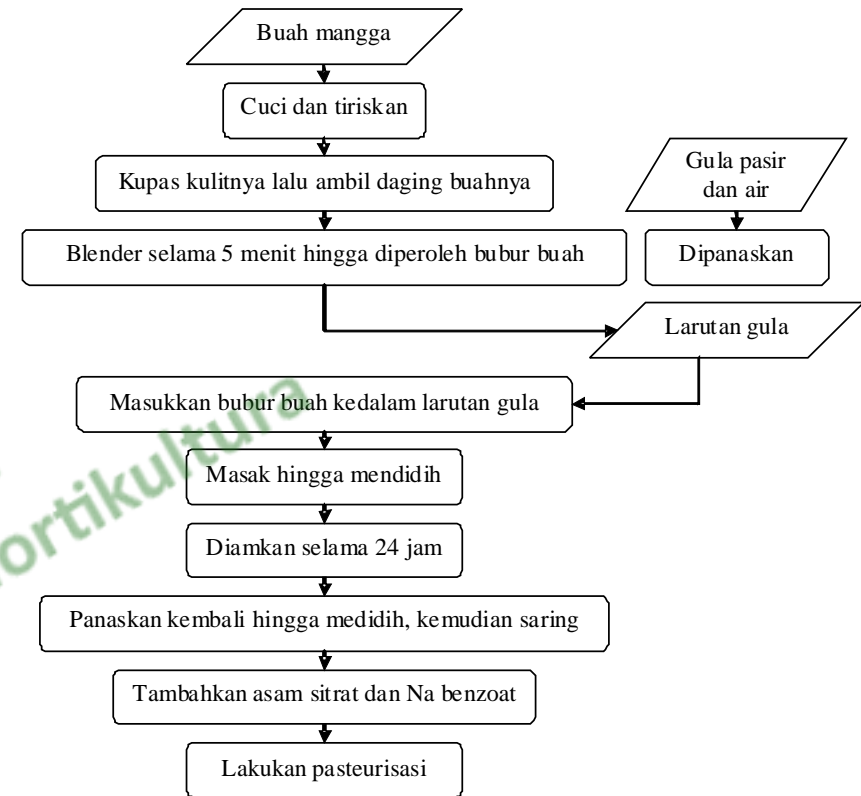 Buah mangga
Cuci dan tiriskan
Kupas kulitnya lalu ambil daging buahnya
Blender selama 5 menit hingga diperoleh bubur buah
Gula pasir
dan air
Dipanaskan
Larutan gula
Masukkan bubur buah kedalam larutan gula
Masak hingga mendidih
Diamkan selama 24 jam
Panaskan kembali hingga medidih, kemudian saring
Tambahkan asam sitrat dan Na benzoat
Lakukan pasteurisasi
ortikultura